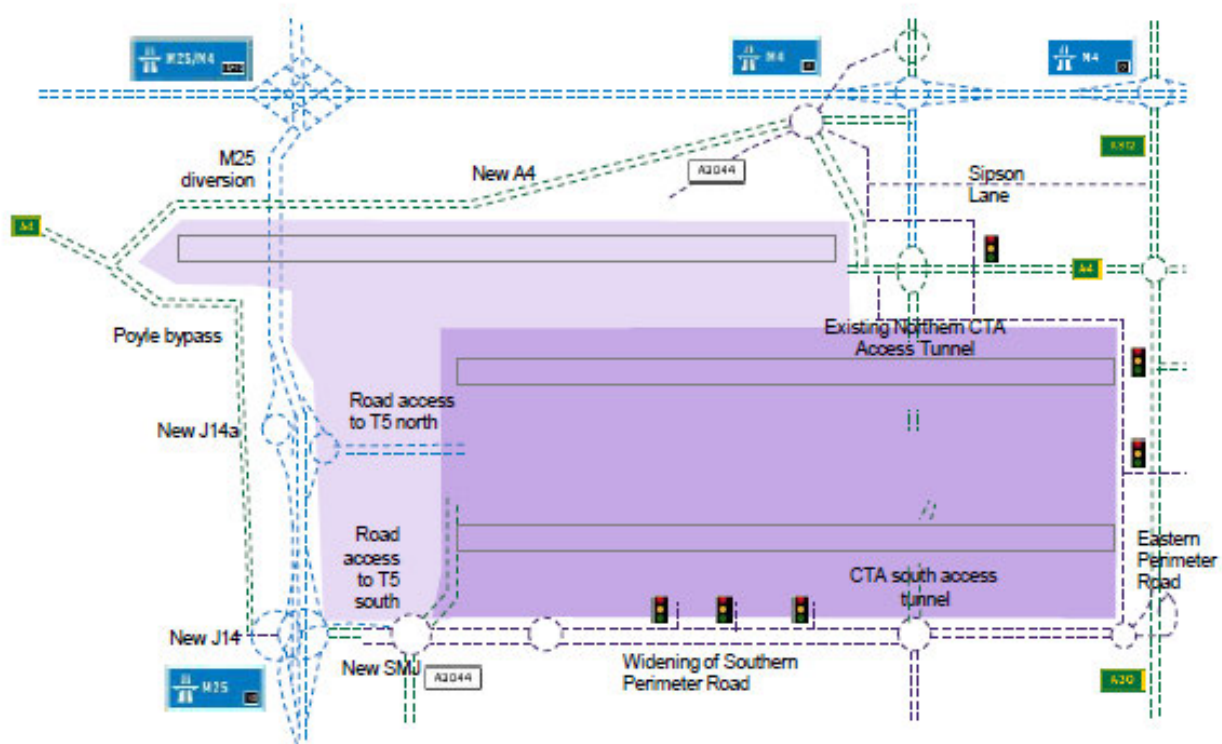 M25/M4
M4
M4
A312
M25
diversion
New A4
A3044
Sipson
Lane
A4
A4
Poyle bypass
Existing Northern CTA
Access Tunnel
Road access
to T5 north
New J14a
Road
access
to T5
south
CTA south access
tunnel
Eastern
Perimeter
Road
New J14
New SMJ
A3044
Widening of Southern
Perimeter Road
M25
A30